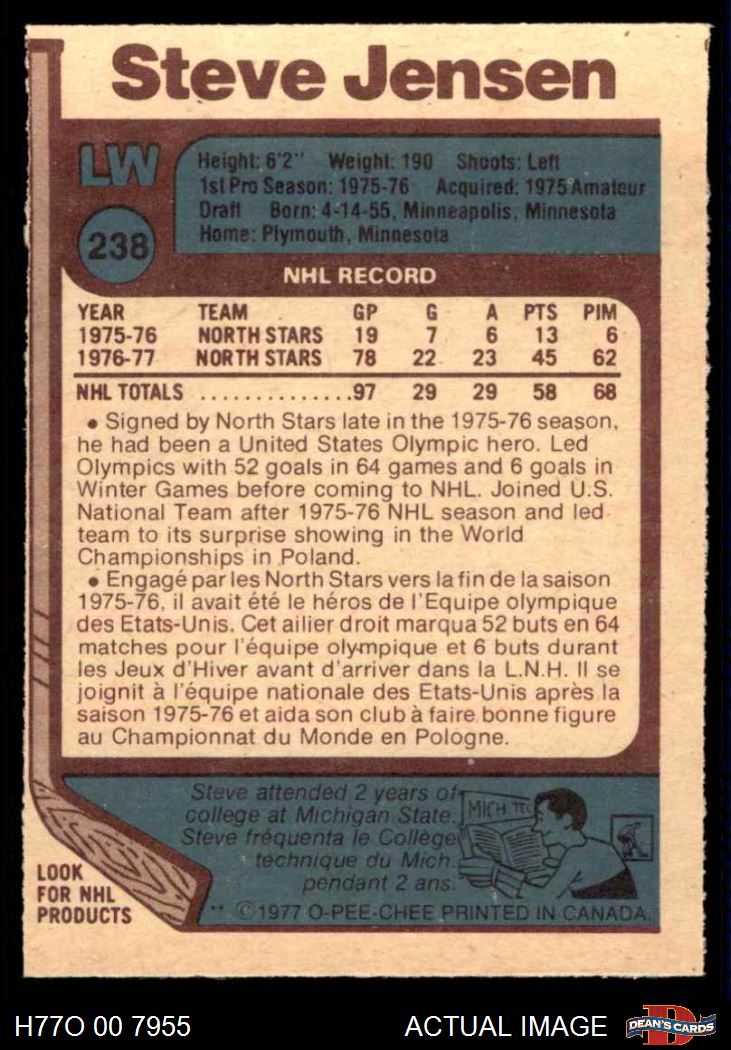 Steve Jensen
LW
Height: 6'2" Weight: 190 Shoots: Left
1st Pro Season: 1975-76 Acquired: 1975 Amateur
Draft Born: 4-14-55, Minneapolis, Minnesota
Home: Plymouth, Minnesota
238
NHL RECORD
YEAR TEAM GP G A PTS PIM
1975-76 NORTH STARS 19 7 6 13 6
1976-77 NORTH STARS 78 22 23 45 62
NHL TOTALS ..............97 29 29 58 68
• Signed by North Stars late in the 1975-76 season,
he had been a United States Olympic hero. Led
Olympics with 52 goals in 64 games and 6 goals in
Winter Games before coming to NHL. Joined U.S.
National Team after 1975-76 NHL season and led
team to its surprise showing in the World
Championships in Poland.
• Engagé par les North Stars vers la fin de la saison
1975-76, il avait été le héros de l'Equipe olympique
des Etats-Unis. Cet ailier droit marqua 52 buts en 64
matches pour l'équipe olympique et 6 buts durant
les Jeux d'Hiver avant d'arriver dans la L.N.H. Il se
joignit à l'équipe nationale des Etats-Unis après la
saison 1975-76 et aida son club à faire bonne figure
au Championnat du Monde en Pologne.
Steve attended 2 years of
college at Michigan State.
Steve fréquenta le Collège
technique du Mich.
pendant 2 ans.
MICH. TEC
LOOK
FOR NHL
PRODUCTS
** ©1977 O-PEE-CHEE PRINTED IN CANADA
H77O 00 7955 ACTUAL IMAGE
DEAN'S CARDS